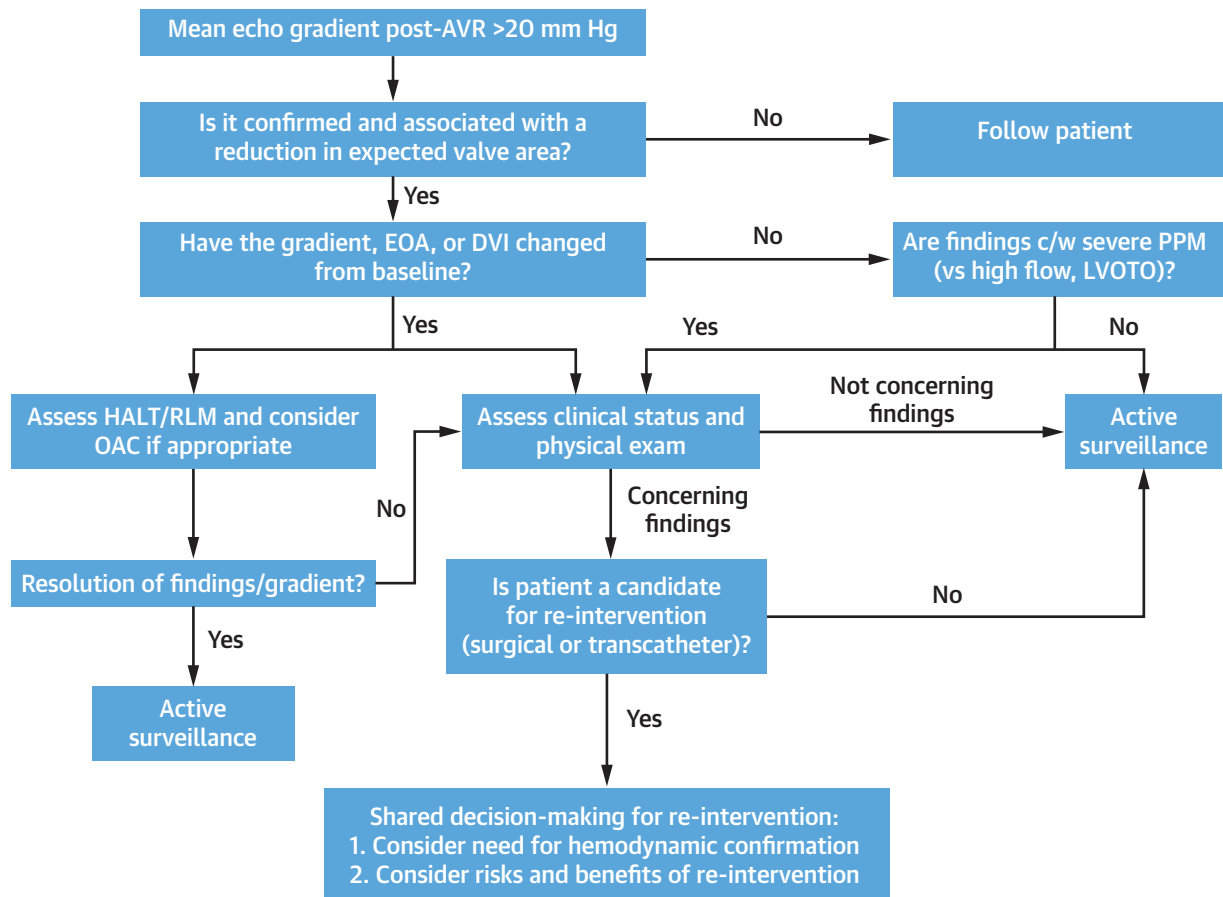 Mean echo gradient post-AVR >20 mm Hg
Is it confirmed and associated with a
reduction in expected valve area?
No
Follow patient
Yes
Have the gradient, EOA, or DVI changed
from baseline?
No
Are findings c/w severe PPM
(vs high flow, LVOTO)?
Yes
Yes
No
Assess HALT/RLM and consider
OAC if appropriate
Assess clinical status and
physical exam
Not concerning
findings
Active
surveillance
No
Concerning
findings
Resolution of findings/gradient?
Is patient a candidate
for re-intervention
(surgical or transcatheter)?
No
Yes
Active
surveillance
Yes
Shared decision-making for re-intervention:
1. Consider need for hemodynamic confirmation
2. Consider risks and benefits of re-intervention